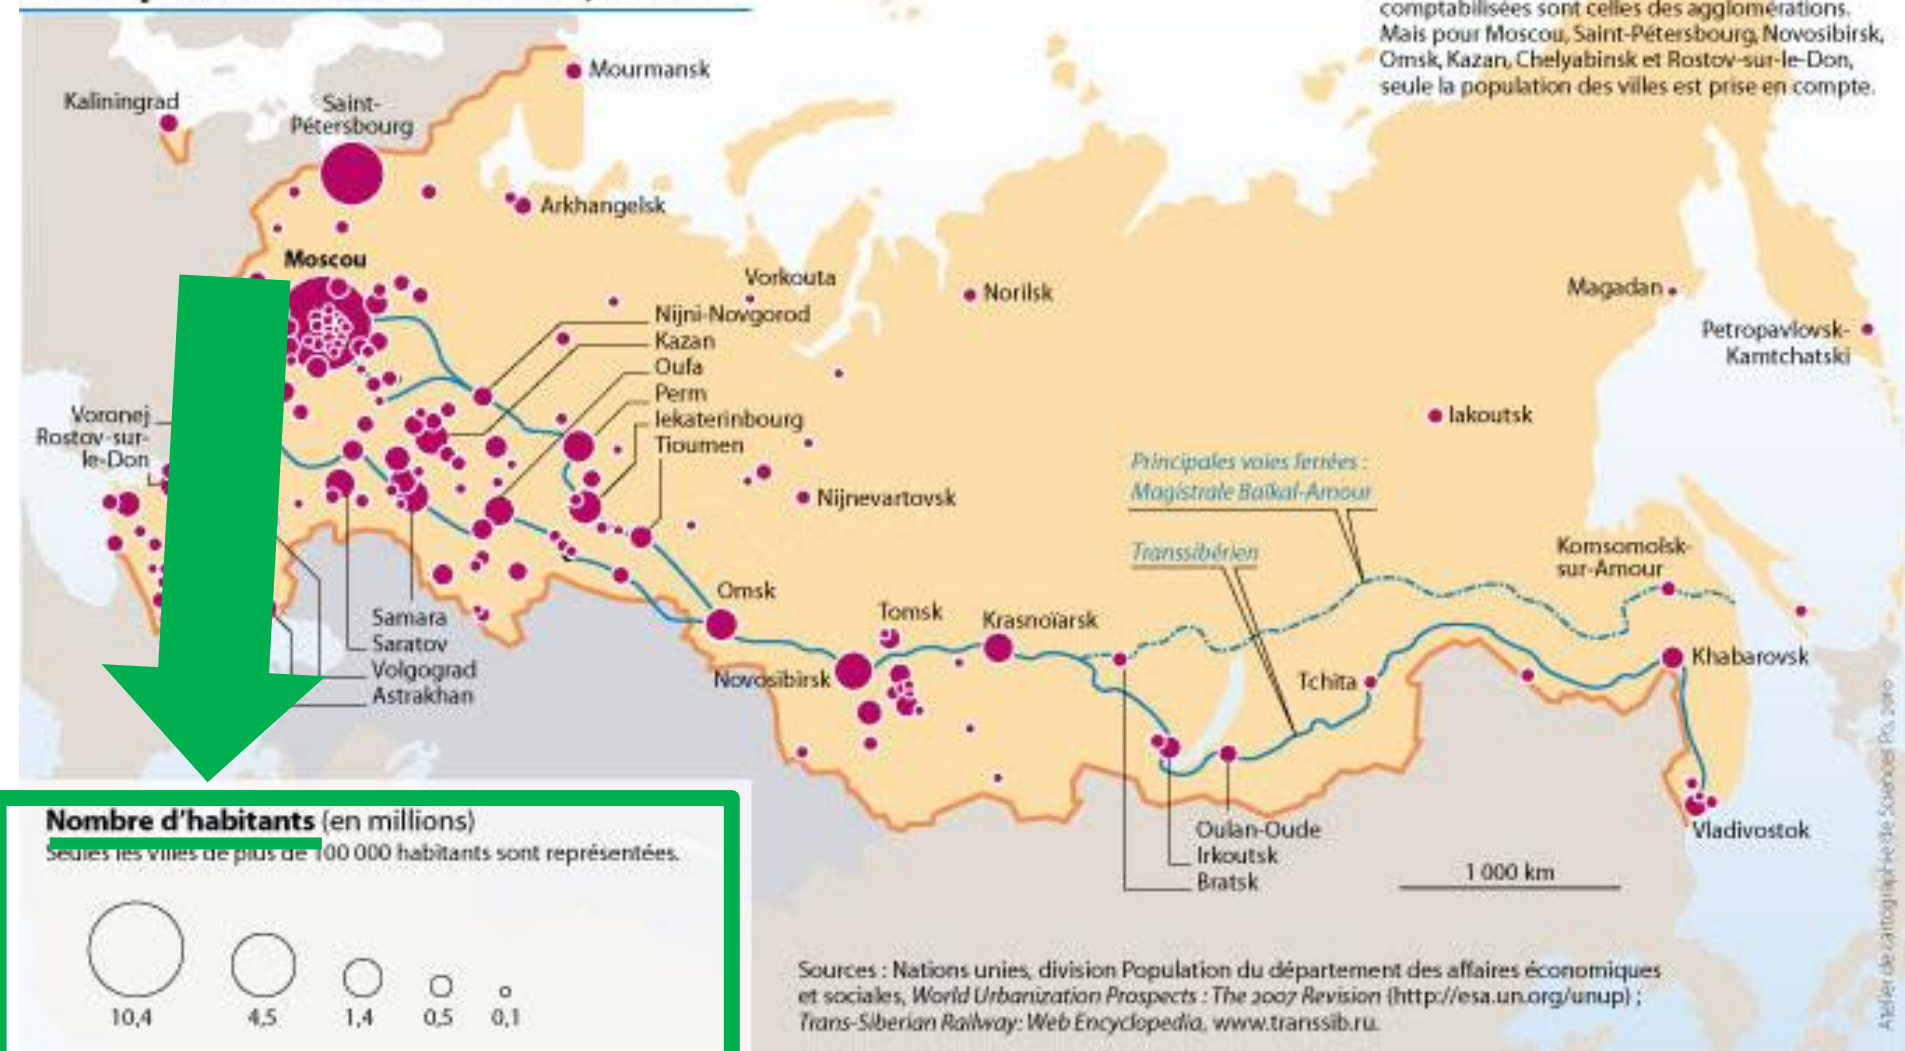 comptabilisées sont celles des agglomérations.
Mais pour Moscou, Saint-Pétersbourg, Novosibirsk,
Omsk, Kazan, Chelyabinsk et Rostov-sur-le-Don,
seule la population des villes est prise en compte.
Mourmansk
Kaliningrad
Saint-
Pétersbourg
Arkhangelsk
Moscou
Vorkouta
Norilsk
Magadan
Nijni-Novgorod
Kazan
Oufa
Perm
Iekaterinbourg
Tioumen
Petropavlovsk-
Kamtchatski
Iakoutsk
Voronej
Rostov-sur-
le-Don
Nijnevartovsk
Principales voies ferrées :
Magistrale Baïkal-Amour
Transsibérien
Komsomolsk-
sur-Amour
Omsk
Tomsk
Krasnoïarsk
Novosibirsk
Tchita
Khabarovsk
Samara
Saratov
Volgograd
Astrakhan
Oulan-Oude
Irkoutsk
Bratsk
Vladivostok
1 000 km
Nombre d'habitants (en millions)
Seules les villes de plus de 100 000 habitants sont représentées.
10,4 4,5 1,4 0,5 0,1
Sources : Nations unies, division Population du département des affaires économiques
et sociales, World Urbanization Prospects : The 2007 Revision (http://esa.un.org/unup) ;
Trans-Siberian Railway: Web Encyclopedia, www.transsib.ru.
Atelier de cartographie de Sciences Po, 2010